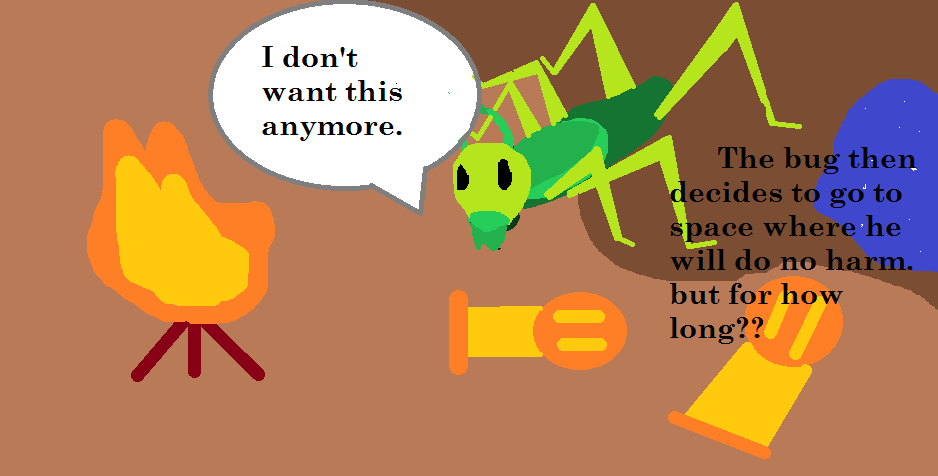 I don't
want this
anymore.
The bug then
decides to go to
space where he
will do no harm.
but for how
long??